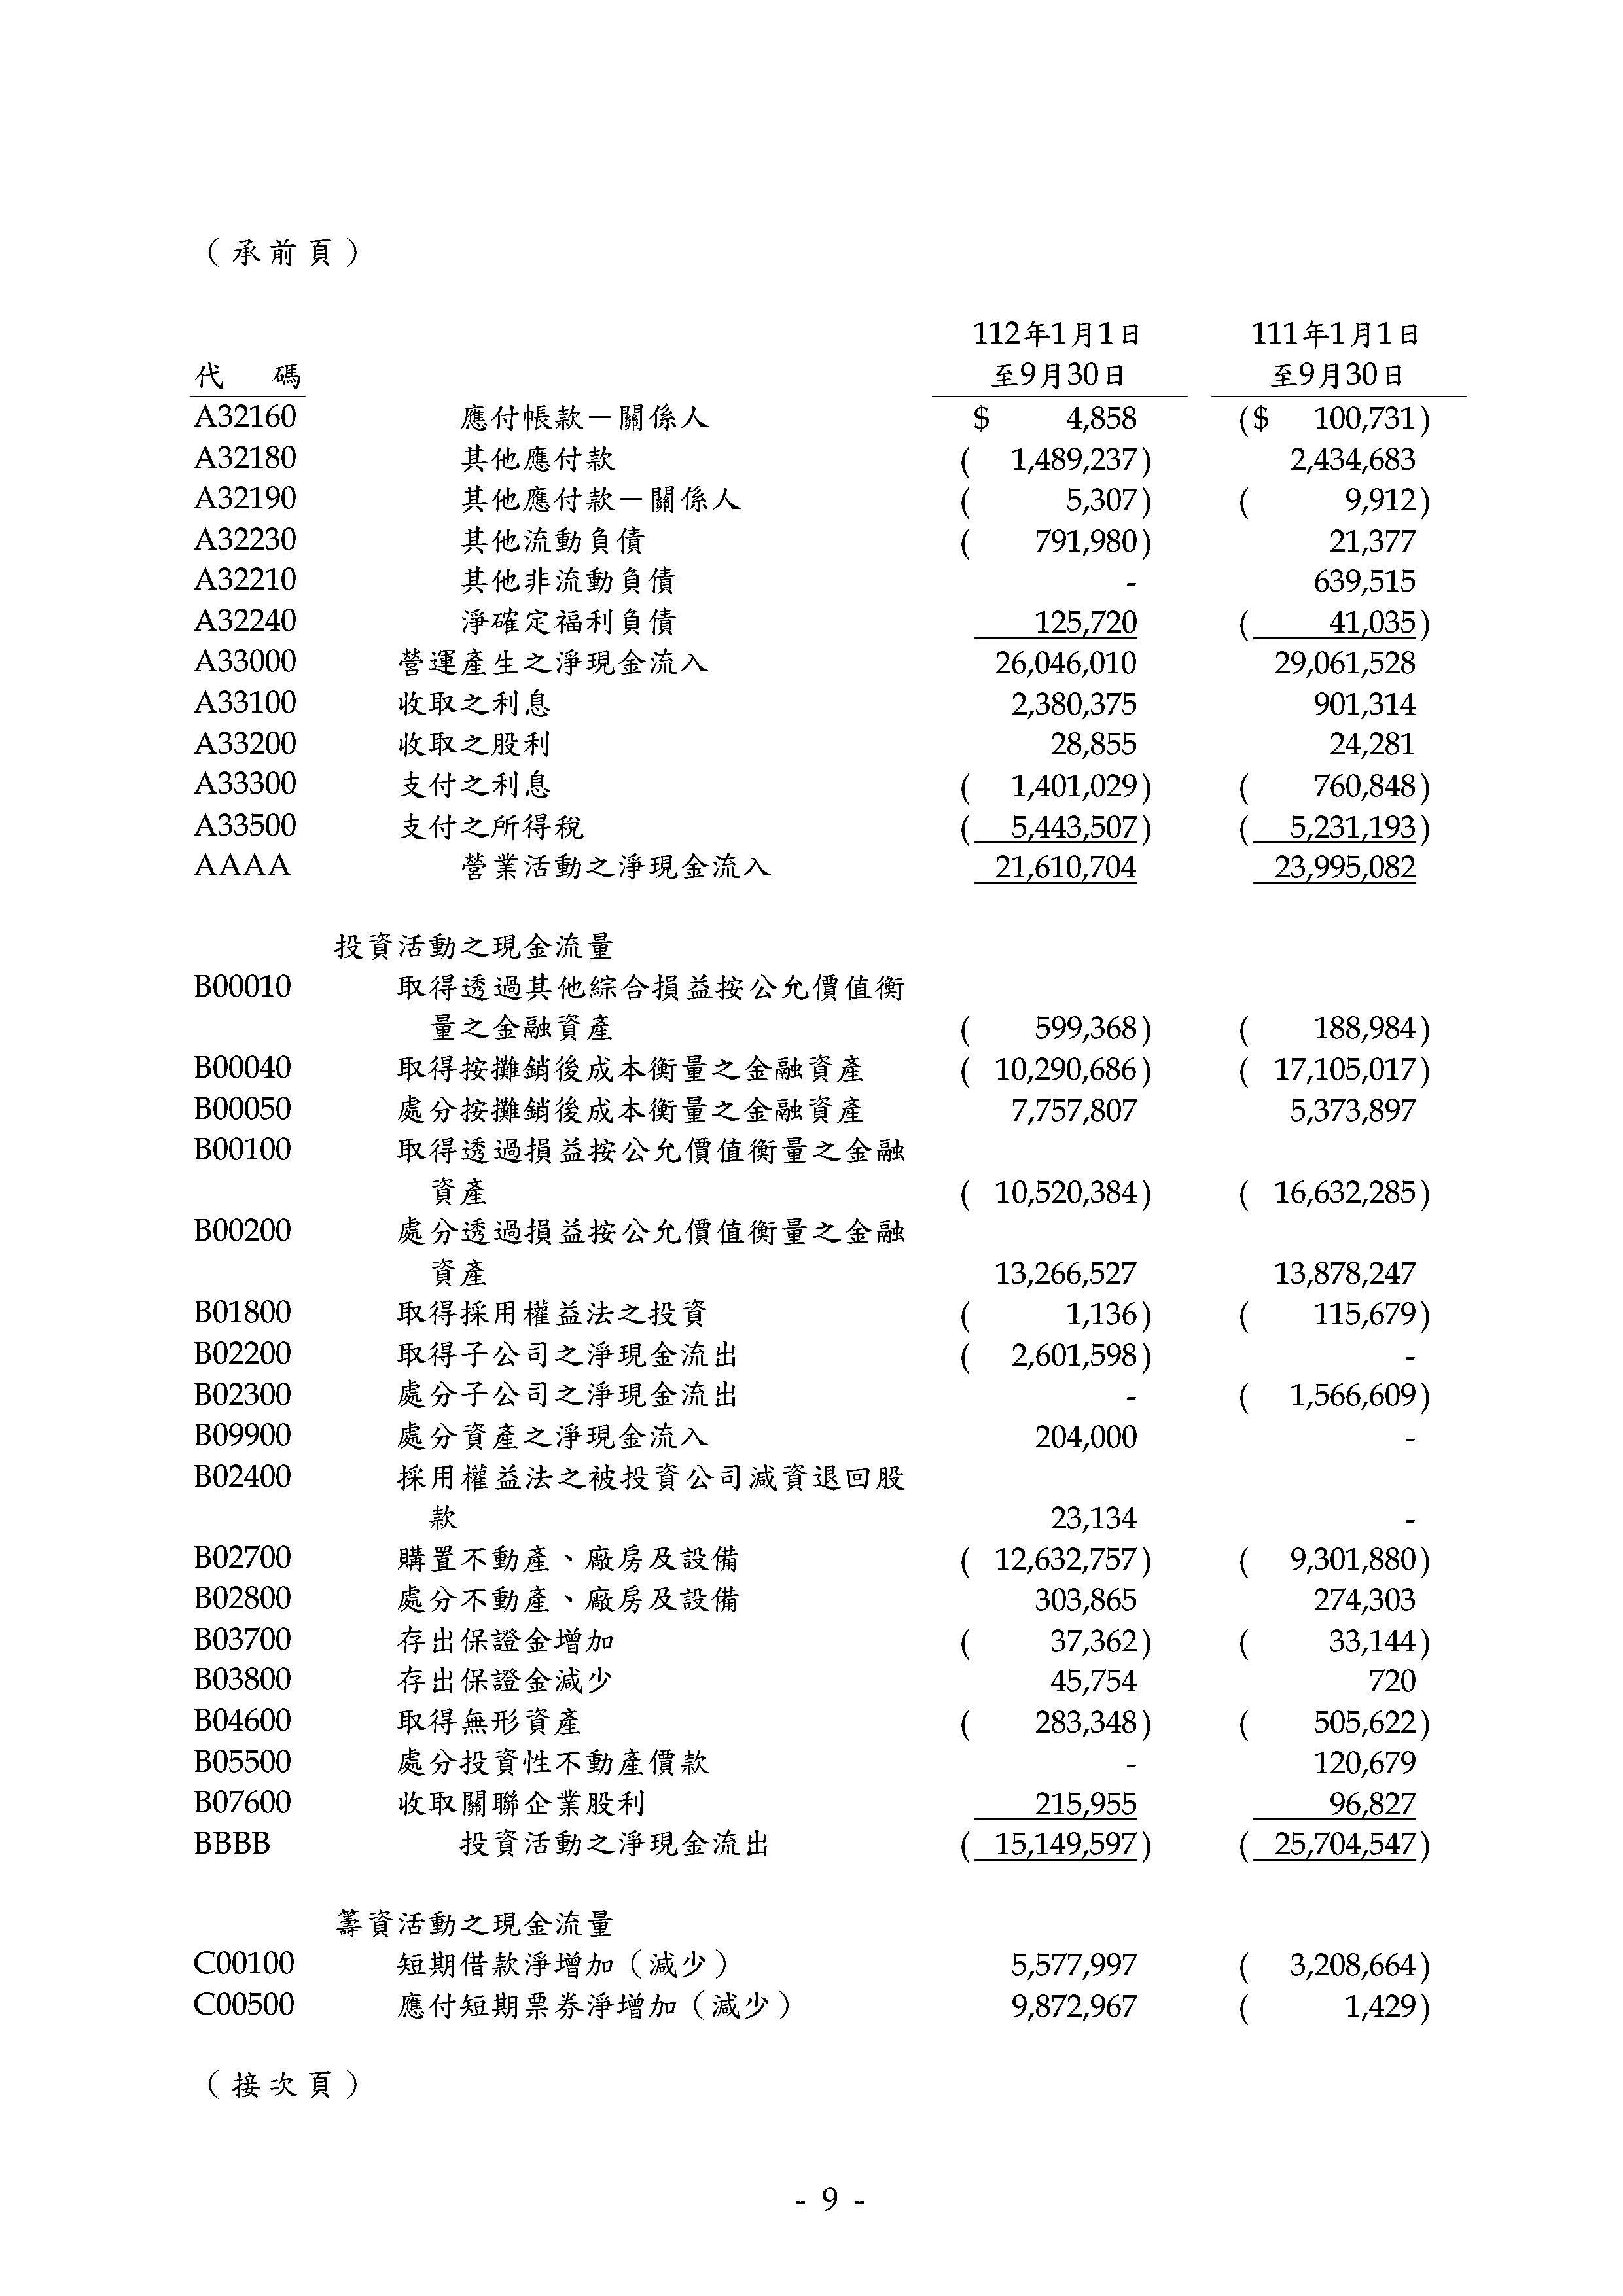 （承前頁）
112年1月1日 111年1月1日
代 碼 至9月30日 至9月30日
A32160 應付帳款－關係人 $ 4,858 ($ 100,731)
A32180 其他應付款 ( 1,489,237) 2,434,683
A32190 其他應付款－關係人 ( 5,307) ( 9,912)
A32230 其他流動負債 ( 791,980) 21,377
A32210 其他非流動負債 - 639,515
A32240 淨確定福利負債 125,720 ( 41,035)
A33000 營運產生之淨現金流入 26,046,010 29,061,528
A33100 收取之利息 2,380,375 901,314
A33200 收取之股利 28,855 24,281
A33300 支付之利息 ( 1,401,029) ( 760,848)
A33500 支付之所得稅 ( 5,443,507) ( 5,231,193)
AAAA 營業活動之淨現金流入 21,610,704 23,995,082
投資活動之現金流量
B00010 取得透過其他綜合損益按公允價值衡
量之金融資產 ( 599,368) ( 188,984)
B00040 取得按攤銷後成本衡量之金融資產 ( 10,290,686) ( 17,105,017)
B00050 處分按攤銷後成本衡量之金融資產 7,757,807 5,373,897
B00100 取得透過損益按公允價值衡量之金融
資產 ( 10,520,384) ( 16,632,285)
B00200 處分透過損益按公允價值衡量之金融
資產 13,266,527 13,878,247
B01800 取得採用權益法之投資 ( 1,136) ( 115,679)
B02200 取得子公司之淨現金流出 ( 2,601,598) -
B02300 處分子公司之淨現金流出 - ( 1,566,609)
B09900 處分資產之淨現金流入 204,000 -
B02400 採用權益法之被投資公司減資退回股
款 23,134 -
B02700 購置不動產、廠房及設備 ( 12,632,757) ( 9,301,880)
B02800 處分不動產、廠房及設備 303,865 274,303
B03700 存出保證金增加 ( 37,362) ( 33,144)
B03800 存出保證金減少 45,754 720
B04600 取得無形資產 ( 283,348) ( 505,622)
B05500 處分投資性不動產價款 - 120,679
B07600 收取關聯企業股利 215,955 96,827
BBBB 投資活動之淨現金流出 ( 15,149,597) ( 25,704,547)
籌資活動之現金流量
C00100 短期借款淨增加（減少） 5,577,997 ( 3,208,664)
C00500 應付短期票券淨增加（減少） 9,872,967 ( 1,429)
（接次頁）
- 9 -